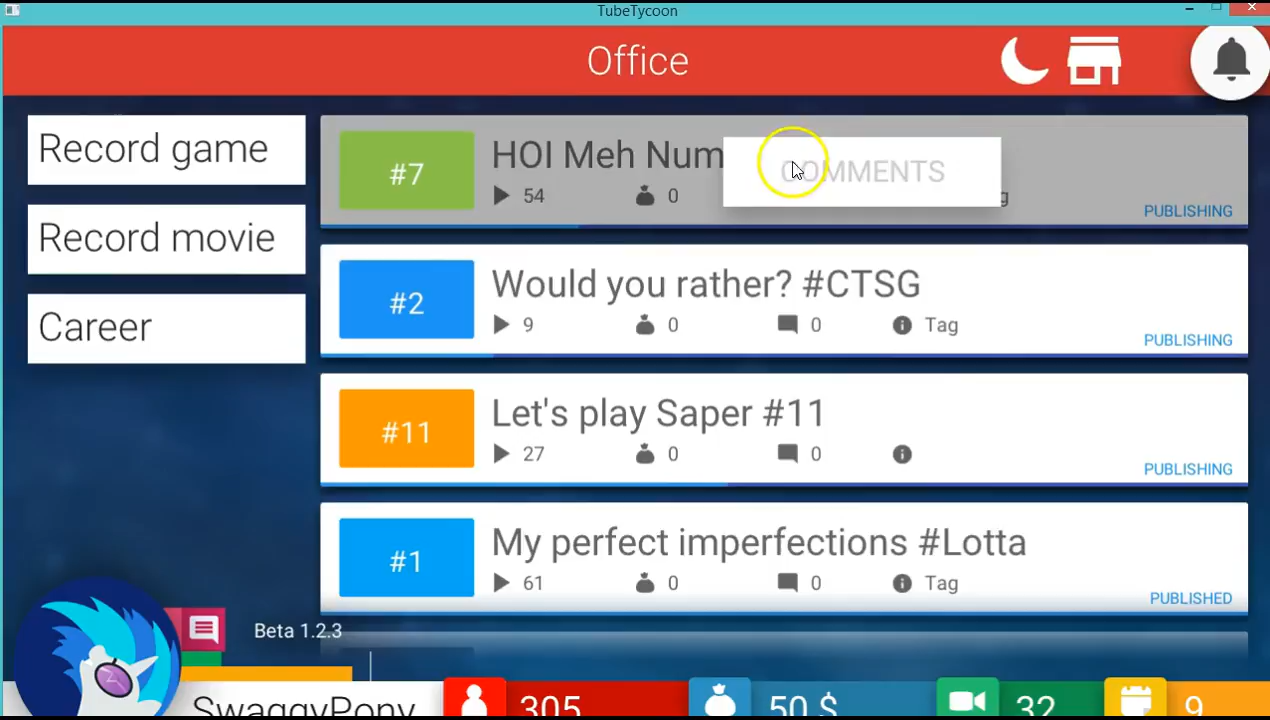 TubeTycoon
Office
Record game
Record movie
Career
#7
HOI Meh Num
COMMENTS
54
0
PUBLISHING
#2
Would you rather? #CTSG
9
0
0
Tag
PUBLISHING
#11
Let's play Saper #11
27
0
0
PUBLISHING
#1
My perfect imperfections #Lotta
61
0
0
Tag
PUBLISHED
Beta 1.2.3
SwaggyPony
305
50 $
32
9